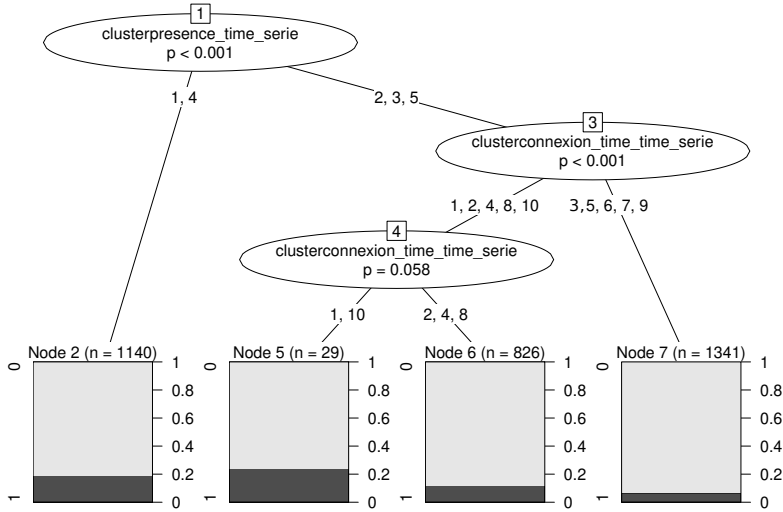 1
clusterpresence_time_serie
p < 0.001
1, 4
2, 3, 5
3
clusterconnexion_time_time_serie
p < 0.001
1, 2, 4, 8, 10
3,5, 6, 7, 9
4
clusterconnexion_time_time_serie
p = 0.058
1, 10
2, 4, 8
Node 2 (n = 1140)
0
1
1
0.8
0.6
0.4
0.2
0
Node 5 (n = 29)
0
1
1
0.8
0.6
0.4
0.2
0
Node 6 (n = 826)
0
1
1
0.8
0.6
0.4
0.2
0
Node 7 (n = 1341)
0
1
1
0.8
0.6
0.4
0.2
0